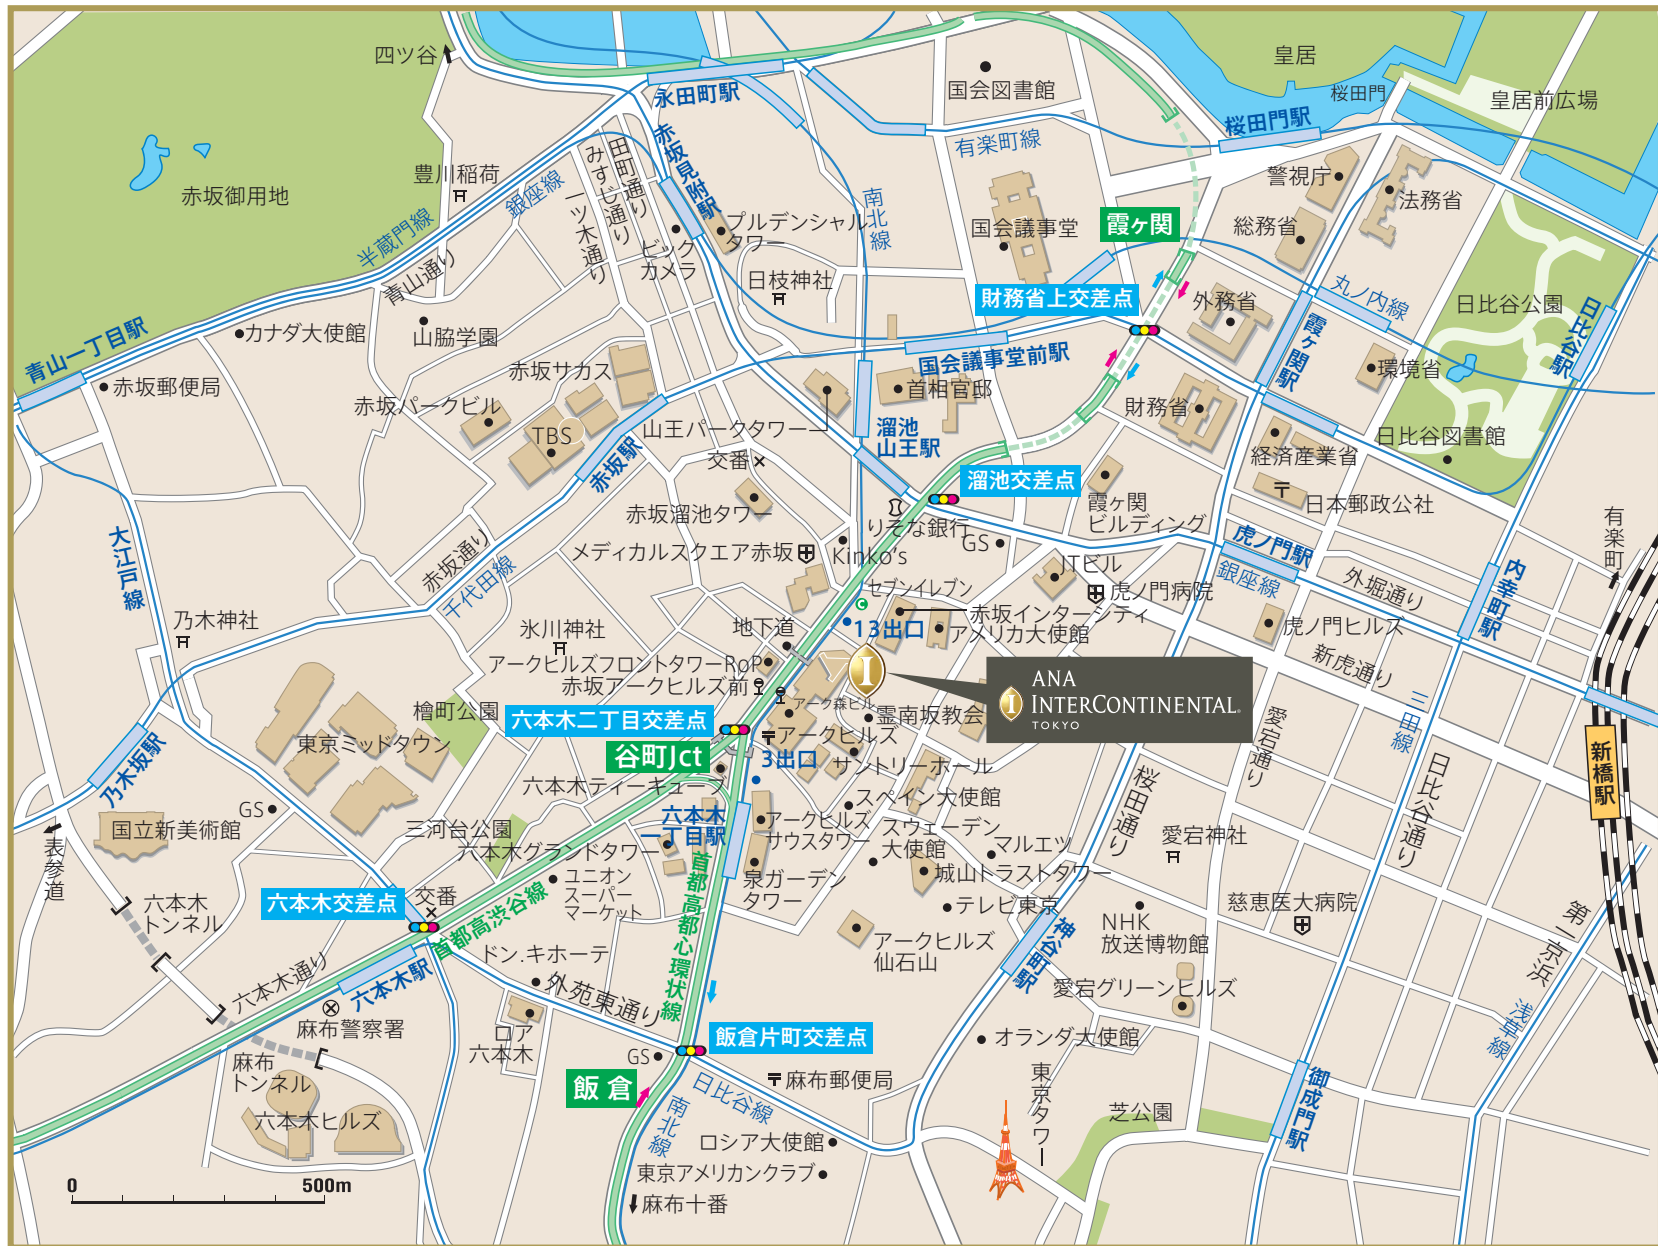 四ツ谷
国会図書館
皇居
桜田門
皇居前広場
永田町駅
赤坂見附駅
有楽町線
桜田門駅
警視庁
法務省
総務省
赤坂御用地
豊川稲荷
銀座線
半蔵門線
青山通り
田町通り
みすじ通り
一ツ木通り
ビック
カメラ
プルデンシャル
タワー
日枝神社
南北線
国会議事堂
霞ヶ関
財務省上交差点
外務省
丸ノ内線
日比谷公園
日比谷駅
霞ヶ関駅
環境省
青山一丁目駅
カナダ大使館
山脇学園
赤坂郵便局
赤坂サカス
赤坂パークビル
TBS
赤坂駅
国会議事堂前駅
首相官邸
山王パークタワー
溜池
山王駅
財務省
日比谷図書館
経済産業省
日本郵政公社
交番
溜池交差点
霞ヶ関
ビルディング
赤坂溜池タワー
りそな銀行
GS
メディカルスクエア赤坂
Kinko's
セブンイレブン
JTビル
虎ノ門病院
虎ノ門駅
銀座線
外堀通り
有楽町
内幸町駅
大江戸線
赤坂通り
千代田線
乃木神社
氷川神社
地下道
13出口
赤坂インターシティ
アメリカ大使館
虎ノ門ヒルズ
新虎通り
アークヒルズフロントタワーRoP
赤坂アークヒルズ前
アーク森ビル
霊南坂教会
ANA
INTERCONTINENTAL
TOKYO
三田線
愛宕通り
檜町公園
六本木二丁目交差点
谷町Jct
アークヒルズ
3出口
サントリーホール
東京ミッドタウン
乃木坂駅
六本木ティーキューブ
スペイン大使館
桜田通り
日比谷通り
新橋駅
国立新美術館
GS
三河台公園
六本木グランドタワー
六本木
一丁目駅
アークヒルズ
サウスタワー
スウェーデン
大使館
マルエツ
愛宕神社
表参道
六本木
トンネル
六本木交差点
交番
ユニオン
スーパー
マーケット
首都高渋谷線
首都高都心環状線
泉ガーデン
タワー
城山トラストタワー
テレビ東京
NHK
放送博物館
慈恵医大病院
第一京浜
アークヒルズ
仙石山
神谷町駅
ドン.キホーテ
外苑東通り
六本木通り
六本木駅
麻布警察署
麻布
トンネル
ロア
六本木
愛宕グリーンヒルズ
浅草線
GS
飯倉片町交差点
オランダ大使館
飯倉
日比谷線
麻布郵便局
東京タワー
芝公園
御成門駅
六本木ヒルズ
南北線
ロシア大使館
東京アメリカンクラブ
麻布十番
0
500m